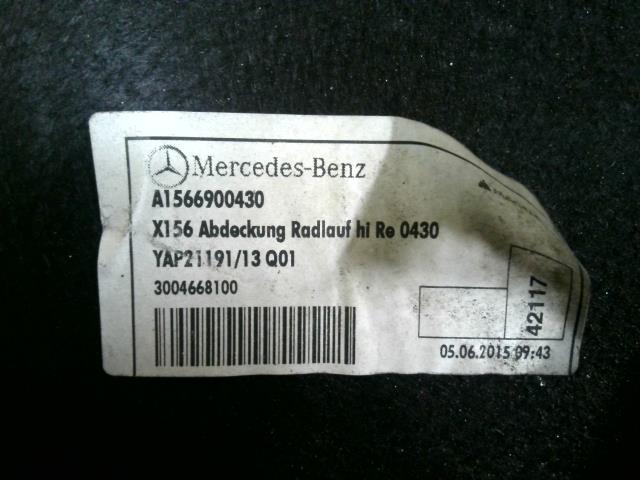 Mercedes-Benz
A1566900430
X156 Abdeckung Radlauf hi Re 0430
YAP21191/13 Q01
3004668100
42117
05.06.2015 09:43